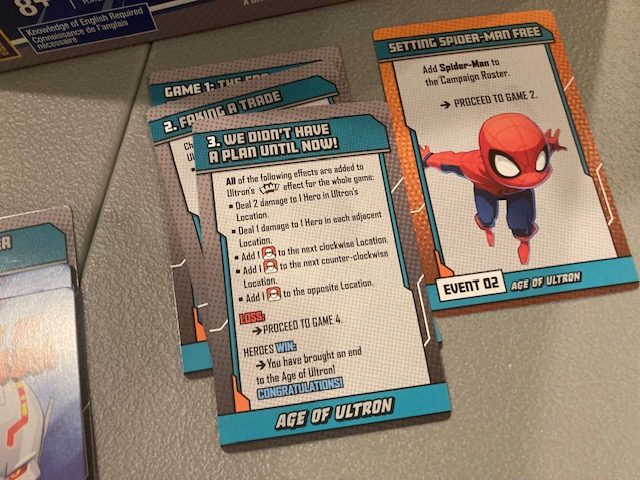 8+
Knowledge of English Required
Connaissance de l'anglais
nécessaire
GAME 1: THE
2. FAKING A TRADE
3. WE DIDN'T HAVE
A PLAN UNTIL NOW!
All of the following effects are added to
Ultron's BAM! effect for the whole game:
• Deal 2 damage to 1 Hero in Ultron's
Location.
• Deal 1 damage to 1 Hero in each adjacent
Location.
• Add 1 to the next clockwise Location.
• Add 1 to the next counter-clockwise
Location.
• Add 1 to the opposite Location.
LOSS:
➔ PROCEED TO GAME 4.
HEROES WIN:
➔ You have brought an end
to the Age of Ultron!
CONGRATULATIONS!
AGE OF ULTRON
SETTING SPIDER-MAN FREE
Add Spider-Man to
the Campaign Roster.
➔ PROCEED TO GAME 2.
EVENT 02 AGE OF ULTRON